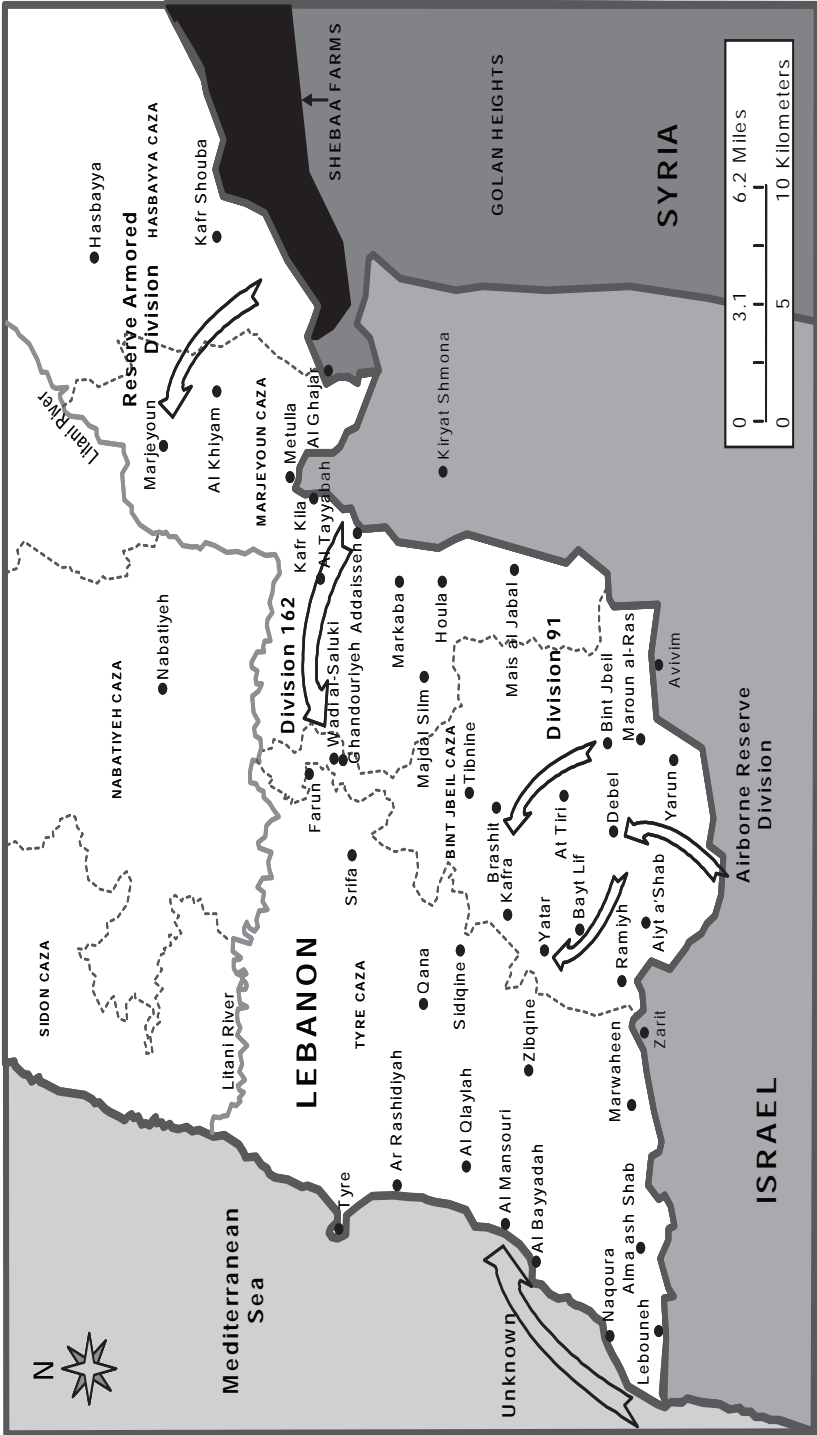 N
Mediterranean
Sea
Unknown
SIDON CAZA
NABATIYEH CAZA
Nabatiyeh
Litani River
Litani River
Hasbayya
Reserve Armored
Division
HASBAYYA CAZA
Kafr Shouba
Marjeyoun
Al Khiyam
MARJEYOUN CAZA
Metulla
Al Ghajar
SHEBAA FARMS
GOLAN HEIGHTS
SYRIA
Kiryat Shmona
LEBANON
TYRE CAZA
Tyre
Ar Rashidiyah
Al Qlaylah
Al Mansouri
Al Bayyadah
Naqoura
Alma ash Shab
Lebouneh
Marwaheen
Zarit
Zibqine
Qana
Sidiqine
Srifa
Farun
Division 162
Wadi al-Saluki
Ghandouriyeh
Kafr Kila
Al Tayyabah
Addaisseh
Markaba
Houla
Majdal Silm
Mais al Jabal
BINT JBEIL CAZA
Tibnine
Brashit
Kafra
At Tiri
Yatar
Bayt Lif
Debel
Ramiyh
Aiyt a'Shab
Yarun
Division 91
Bint Jbeil
Maroun al-Ras
Avivim
Airborne Reserve
Division
ISRAEL
0 3.1 6.2 Miles
0 5 10 Kilometers